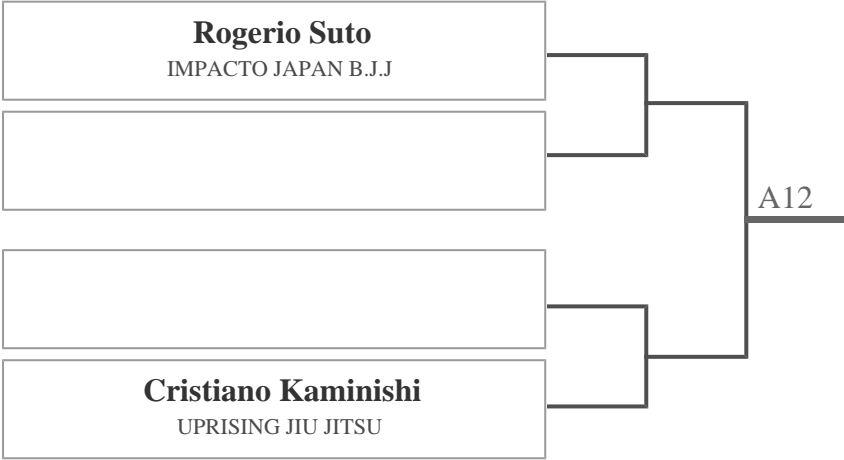 Rogerio Suto
IMPACTO JAPAN B.J.J
A12
Cristiano Kaminishi
UPRISING JIU JITSU